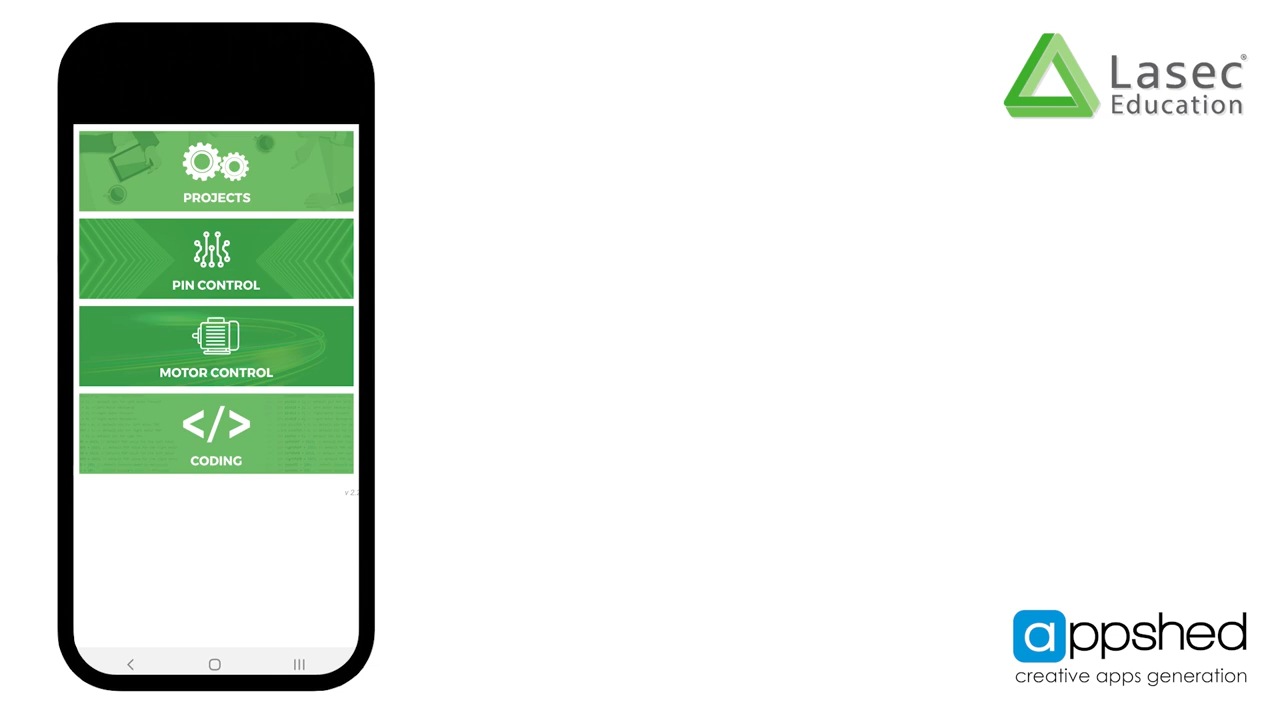 PROJECTS
PIN CONTROL
MOTOR CONTROL
</>
CODING
Lasec®
Education
appshed
creative apps generation